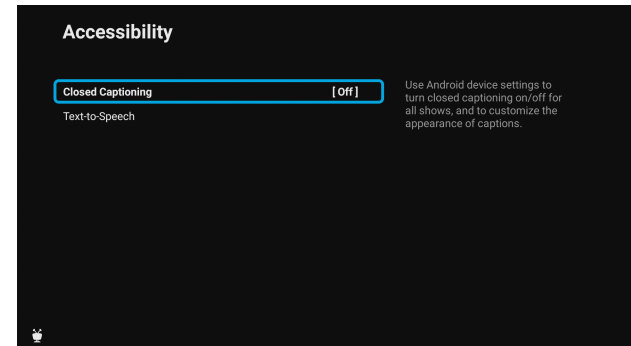 Accessibility
Closed Captioning [ Off ]
Text-to-Speech
Use Android device settings to
turn closed captioning on/off for
all shows, and to customize the
appearance of captions.